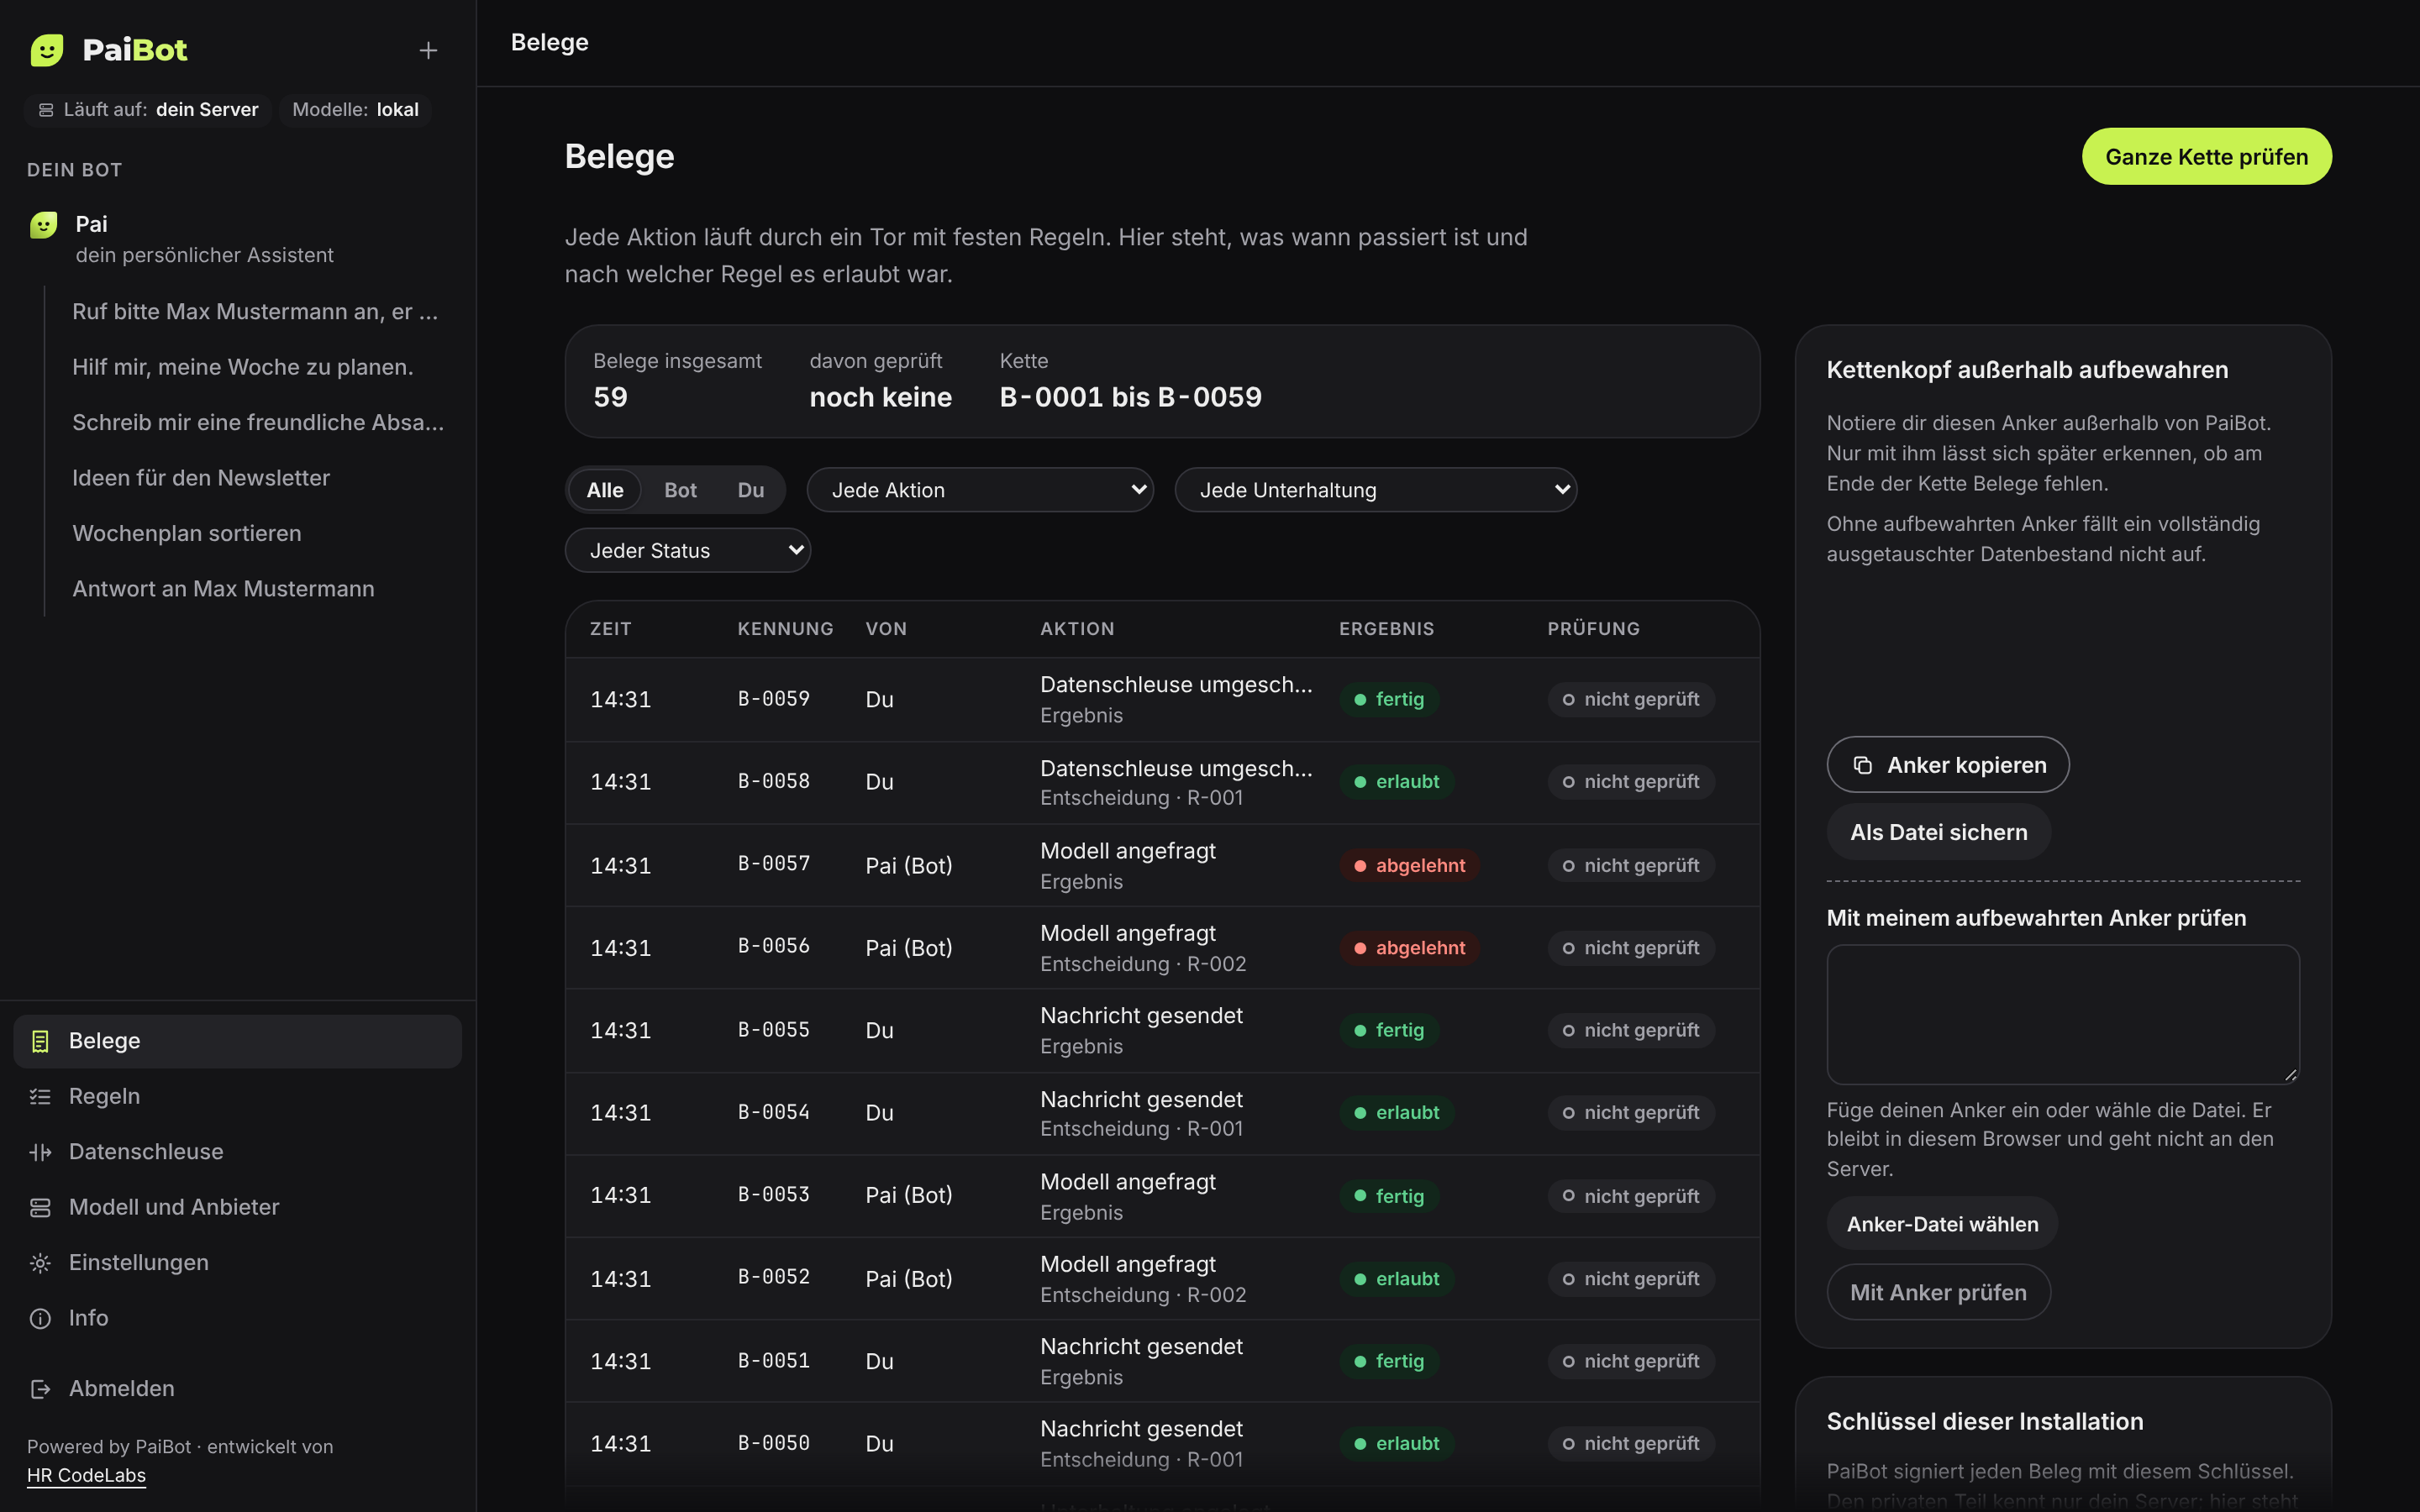 PaiBot
Läuft auf: dein Server
Modelle: lokal
DEIN BOT
Pai
dein persönlicher Assistent
Ruf bitte Max Mustermann an, er ...
Hilf mir, meine Woche zu planen.
Schreib mir eine freundliche Absa...
Ideen für den Newsletter
Wochenplan sortieren
Antwort an Max Mustermann
Belege
Regeln
Datenschleuse
Modell und Anbieter
Einstellungen
Info
Abmelden
Powered by PaiBot · entwickelt von
HR CodeLabs
Belege
Belege
Ganze Kette prüfen
Jede Aktion läuft durch ein Tor mit festen Regeln. Hier steht, was wann passiert ist und
nach welcher Regel es erlaubt war.
Belege insgesamt davon geprüft Kette
59 noch keine B-0001 bis B-0059
Alle Bot Du Jede Aktion Jede Unterhaltung
Jeder Status
ZEIT KENNUNG VON AKTION ERGEBNIS PRÜFUNG
14:31 B-0059 Du Datenschleuse umgesch... fertig nicht geprüft
Ergebnis
14:31 B-0058 Du Datenschleuse umgesch... erlaubt nicht geprüft
Entscheidung · R-001
14:31 B-0057 Pai (Bot) Modell angefragt abgelehnt nicht geprüft
Ergebnis
14:31 B-0056 Pai (Bot) Modell angefragt abgelehnt nicht geprüft
Entscheidung · R-002
14:31 B-0055 Du Nachricht gesendet fertig nicht geprüft
Ergebnis
14:31 B-0054 Du Nachricht gesendet erlaubt nicht geprüft
Entscheidung · R-001
14:31 B-0053 Pai (Bot) Modell angefragt fertig nicht geprüft
Ergebnis
14:31 B-0052 Pai (Bot) Modell angefragt erlaubt nicht geprüft
Entscheidung · R-002
14:31 B-0051 Du Nachricht gesendet fertig nicht geprüft
Ergebnis
14:31 B-0050 Du Nachricht gesendet erlaubt nicht geprüft
Entscheidung · R-001
Kettenkopf außerhalb aufbewahren
Notiere dir diesen Anker außerhalb von PaiBot.
Nur mit ihm lässt sich später erkennen, ob am
Ende der Kette Belege fehlen.
Ohne aufbewahrten Anker fällt ein vollständig
ausgetauschter Datenbestand nicht auf.
Anker kopieren
Als Datei sichern
Mit meinem aufbewahrten Anker prüfen
Füge deinen Anker ein oder wähle die Datei. Er
bleibt in diesem Browser und geht nicht an den
Server.
Anker-Datei wählen
Mit Anker prüfen
Schlüssel dieser Installation
PaiBot signiert jeden Beleg mit diesem Schlüssel.
Den privaten Teil kennt nur dein Server; hier steht